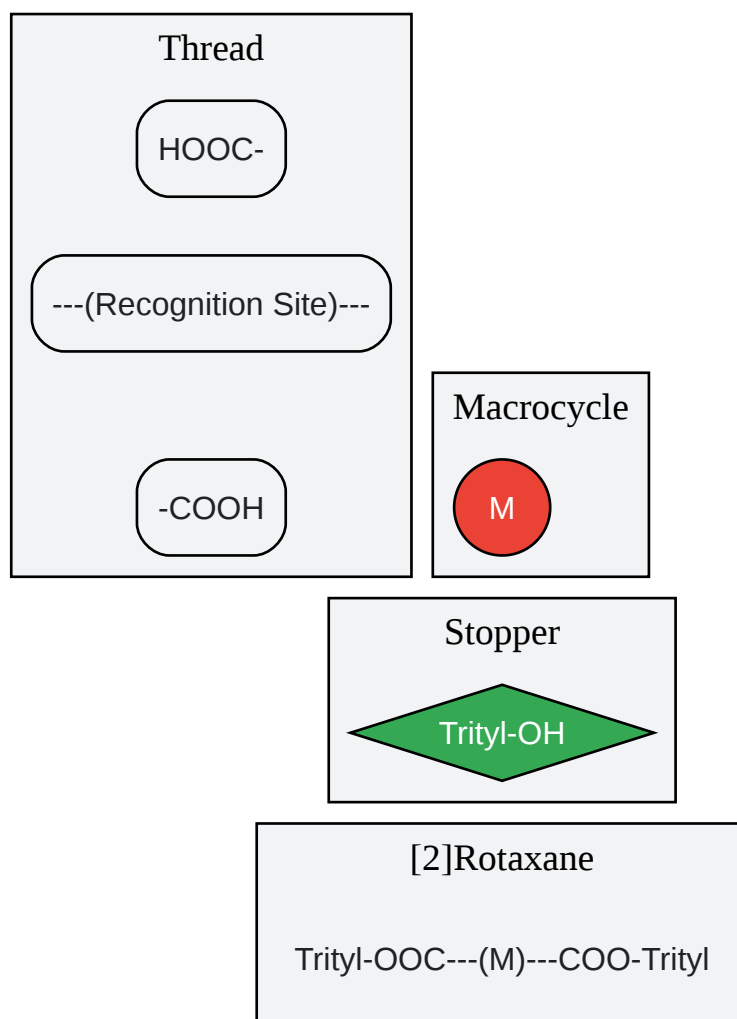 Thread
HOOC-
---(Recognition Site)---
-COOH
Macrocycle
M
Stopper
Trityl-OH
[2]Rotaxane
Trityl-OOC---(M)---COO-Trityl